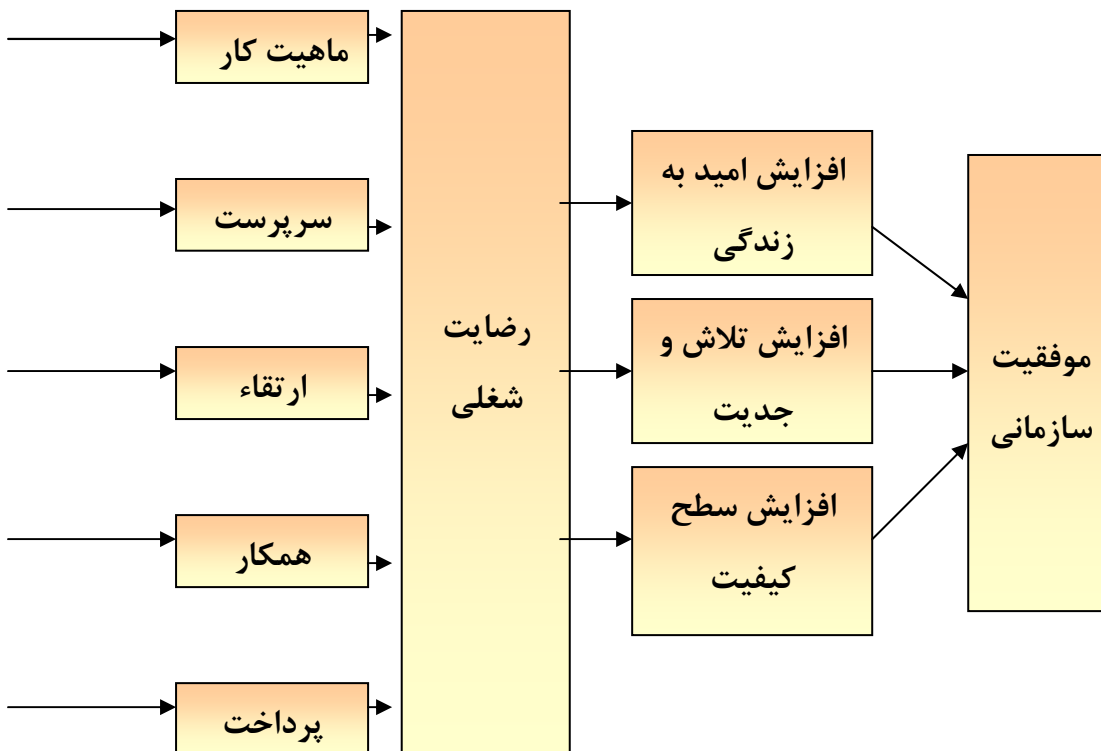 ماهیت کار
سرپرست
ارتقاء
همکار
پرداخت
رضایت
شغلی
افزایش امید به
زندگی
افزایش تلاش و
جدیت
افزایش سطح
کیفیت
موفقیت
سازمانی